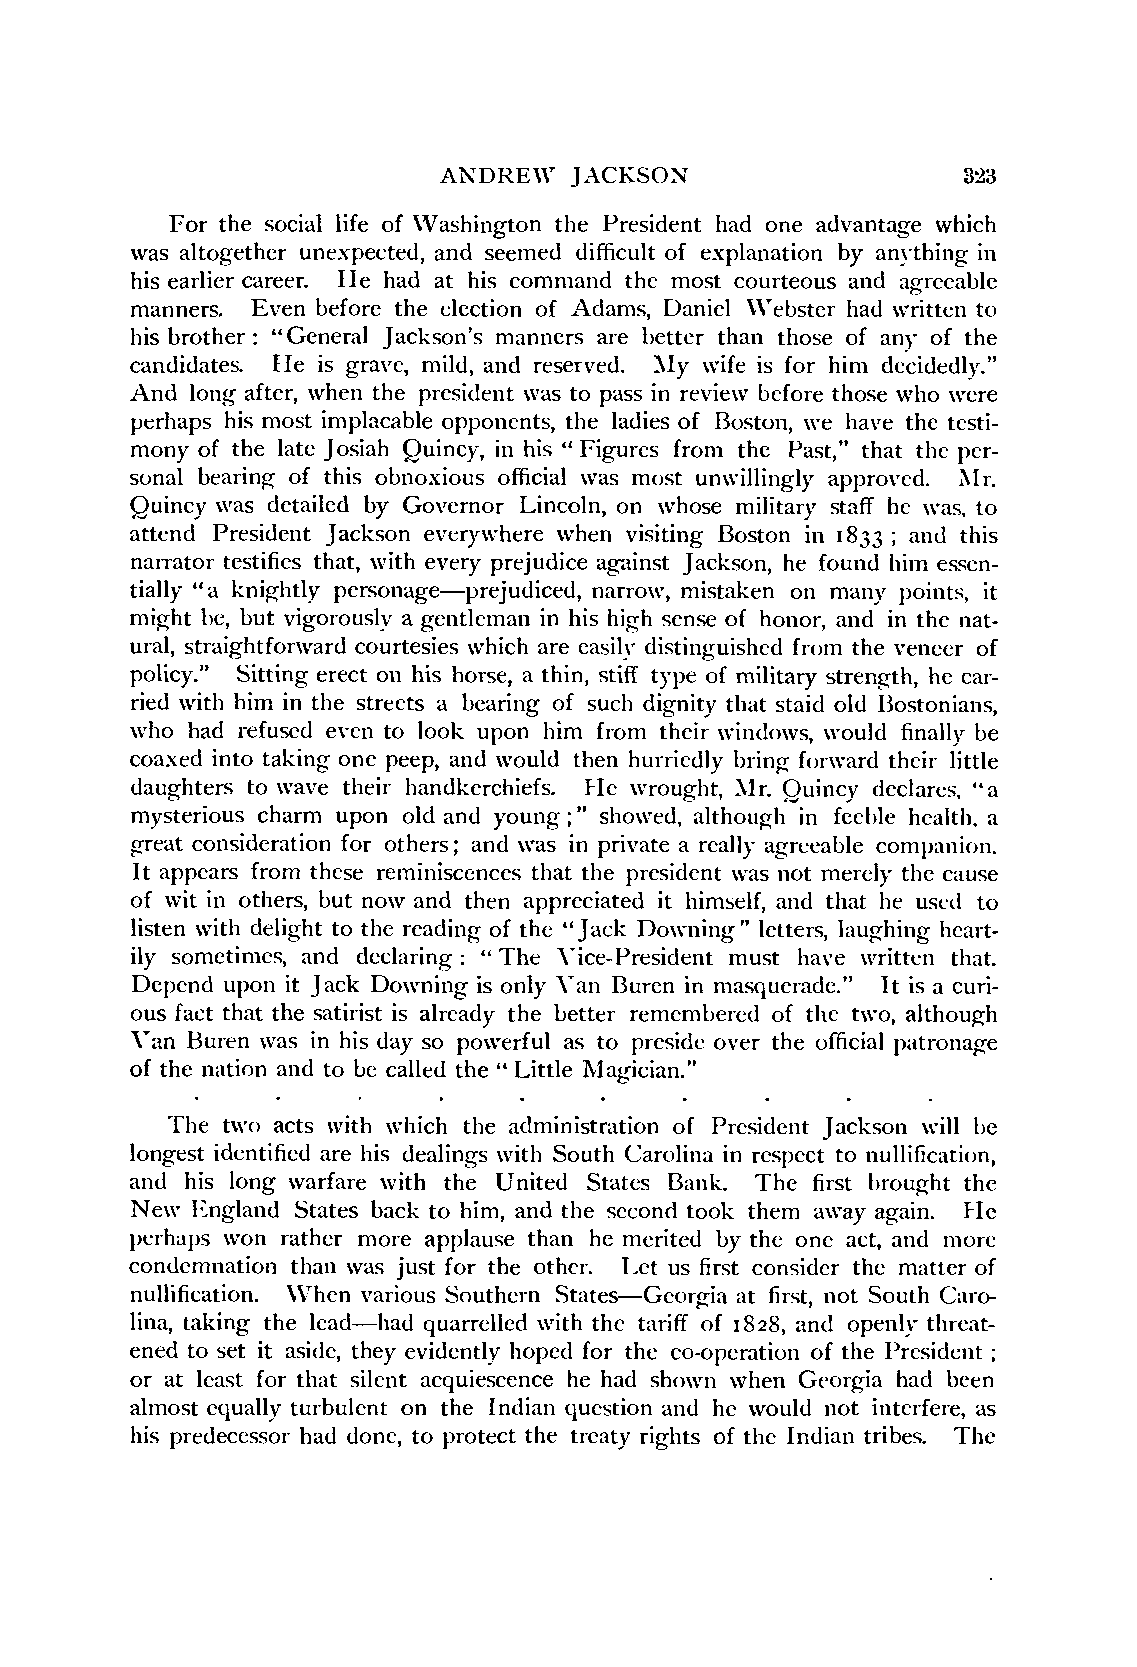 ANDREW JACKSON 323
For the social life of Washington the President had one advantage which
was altogether unexpected, and seemed difficult of explanation by anything in
his earlier career. He had at his command the most courteous and agreeable
manners. Even before the election of Adams, Daniel Webster had written to
his brother : "General Jackson's manners are better than those of any of the
candidates. He is grave, mild, and reserved. My wife is for him decidedly."
And long after, when the president was to pass in review before those who were
perhaps his most implacable opponents, the ladies of Boston, we have the testi-
mony of the late Josiah Quincy, in his "Figures from the Past," that the per-
sonal bearing of this obnoxious official was most unwillingly approved. Mr.
Quincy was detailed by Governor Lincoln, on whose military staff he was, to
attend President Jackson everywhere when visiting Boston in 1833 ; and this
narrator testifies that, with every prejudice against Jackson, he found him essen-
tially "a knightly personage—prejudiced, narrow, mistaken on many points, it
might be, but vigorously a gentleman in his high sense of honor, and in the nat-
ural, straightforward courtesies which are easily distinguished from the veneer of
policy." Sitting erect on his horse, a thin, stiff type of military strength, he car-
ried with him in the streets a bearing of such dignity that staid old Bostonians,
who had refused even to look upon him from their windows, would finally be
coaxed into taking one peep, and would then hurriedly bring forward their little
daughters to wave their handkerchiefs. He wrought, Mr. Quincy declares, "a
mysterious charm upon old and young ;" showed, although in feeble health, a
great consideration for others; and was in private a really agreeable companion.
It appears from these reminiscences that the president was not merely the cause
of wit in others, but now and then appreciated it himself, and that he used to
listen with delight to the reading of the "Jack Downing" letters, laughing heart-
ily sometimes, and declaring : "The Vice-President must have written that.
Depend upon it Jack Downing is only Van Buren in masquerade." It is a curi-
ous fact that the satirist is already the better remembered of the two, although
Van Buren was in his day so powerful as to preside over the official patronage
of the nation and to be called the "Little Magician."
. . . . . . . . . .
The two acts with which the administration of President Jackson will be
longest identified are his dealings with South Carolina in respect to nullification,
and his long warfare with the United States Bank. The first brought the
New England States back to him, and the second took them away again. He
perhaps won rather more applause than he merited by the one act, and more
condemnation than was just for the other. Let us first consider the matter of
nullification. When various Southern States—Georgia at first, not South Caro-
lina, taking the lead—had quarrelled with the tariff of 1828, and openly threat-
ened to set it aside, they evidently hoped for the co-operation of the President ;
or at least for that silent acquiescence he had shown when Georgia had been
almost equally turbulent on the Indian question and he would not interfere, as
his predecessor had done, to protect the treaty rights of the Indian tribes. The